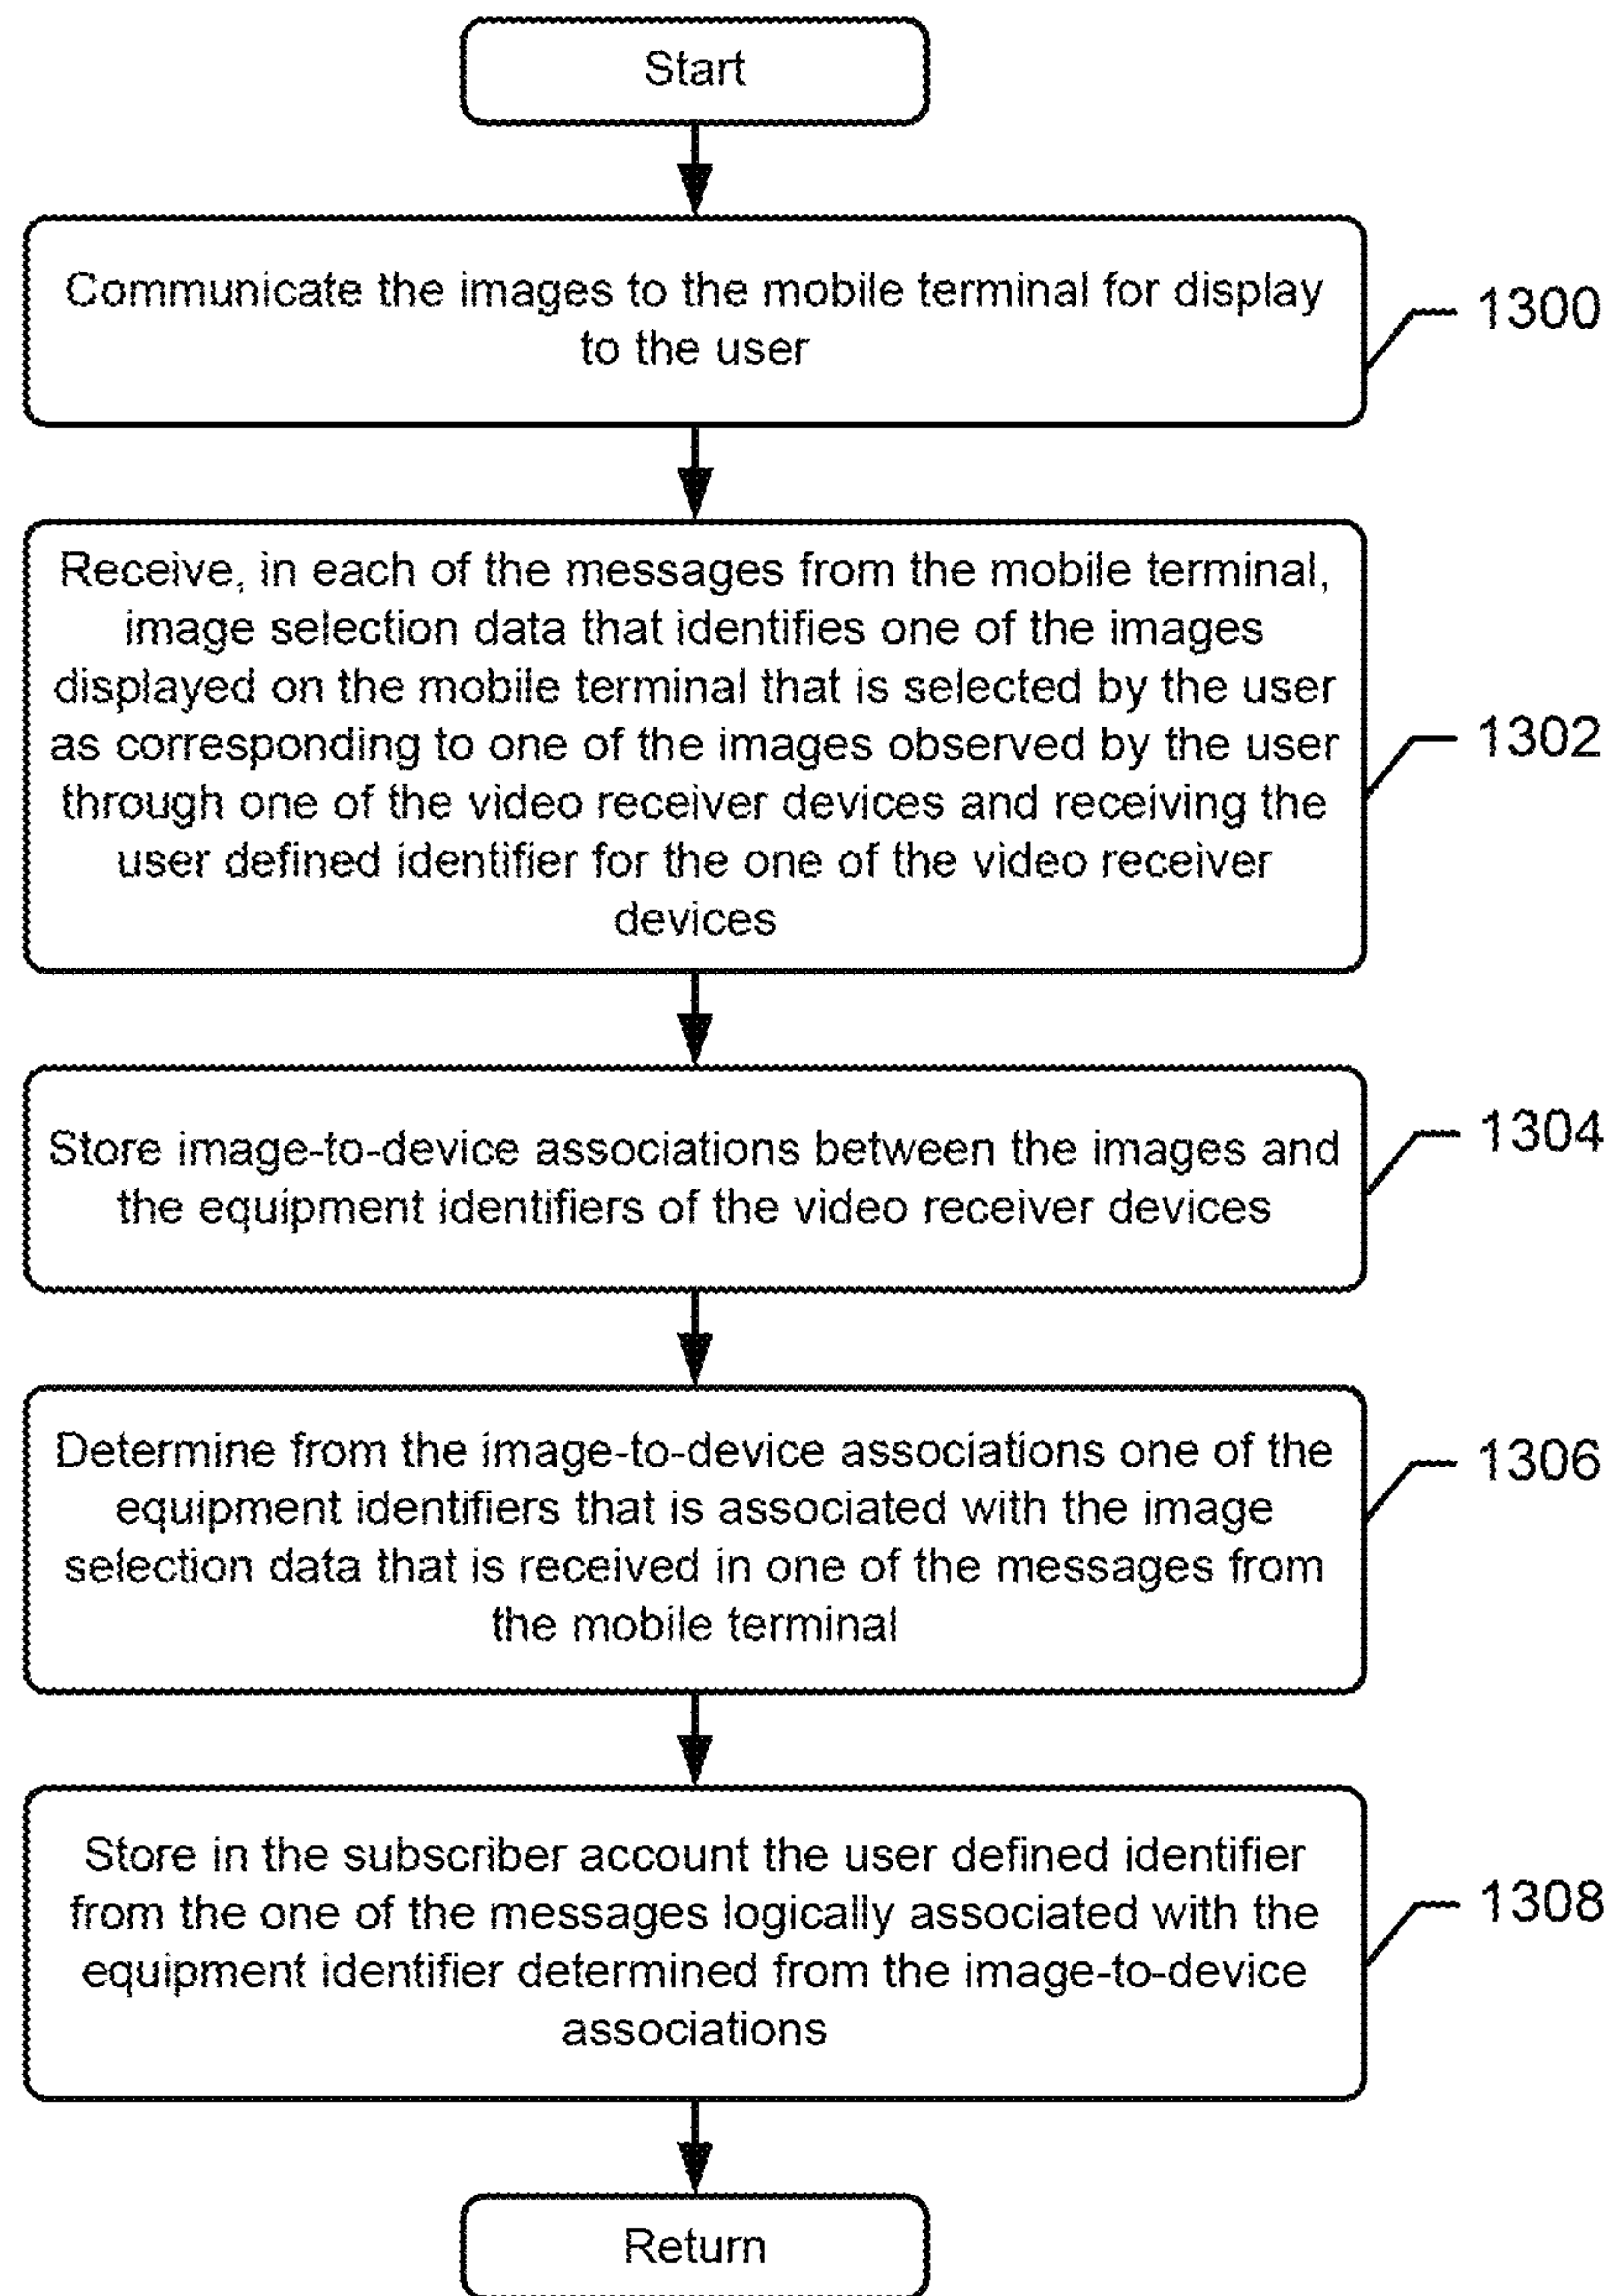 Start
Communicate the images to the mobile terminal for display
to the user
1300
Receive, in each of the messages from the mobile terminal,
image selection data that identifies one of the images
displayed on the mobile terminal that is selected by the user
as corresponding to one of the images observed by the user
through one of the video receiver devices and receiving the
user defined identifier for the one of the video receiver
devices
1302
Store image-to-device associations between the images and
the equipment identifiers of the video receiver devices
1304
Determine from the image-to-device associations one of the
equipment identifiers that is associated with the image
selection data that is received in one of the messages from
the mobile terminal
1306
Store in the subscriber account the user defined identifier
from the one of the messages logically associated with the
equipment identifier determined from the image-to-device
associations
1308
Return